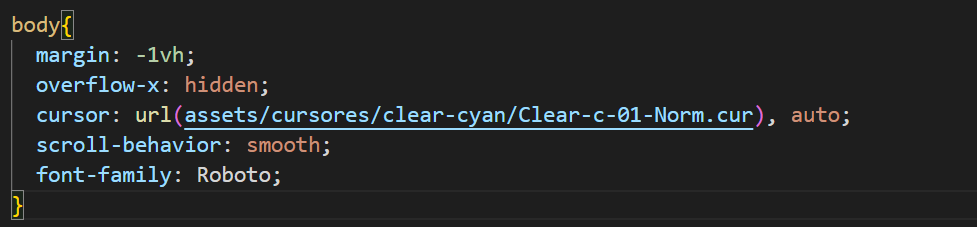 body{
margin: -1vh;
overflow-x: hidden;
cursor: url(assets/cursores/clear-cyan/Clear-c-01-Norm.cur), auto;
scroll-behavior: smooth;
font-family: Roboto;
}